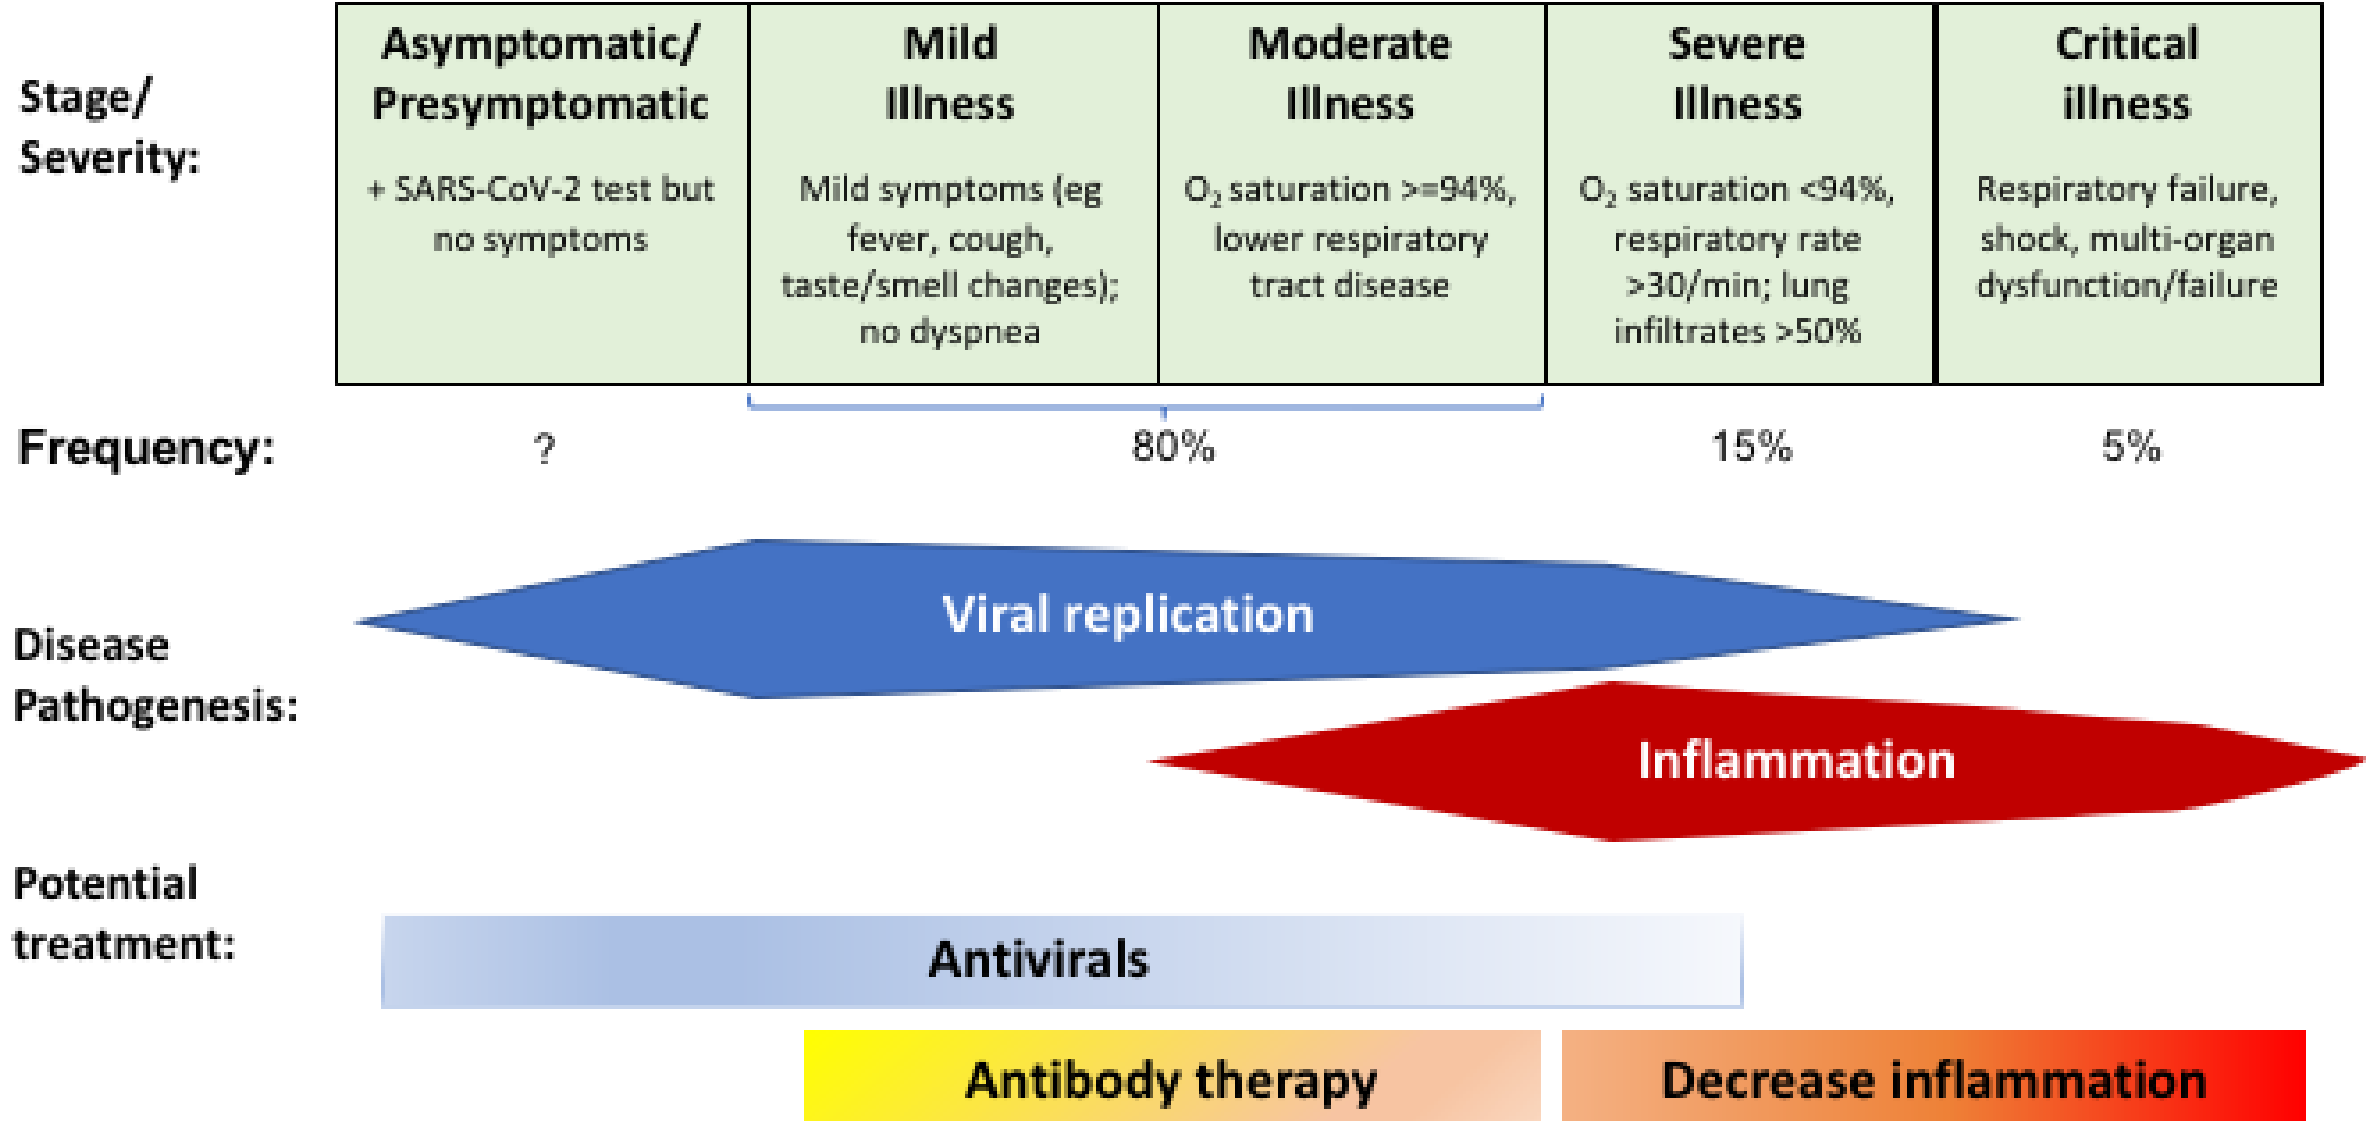 Stage/
Severity:
Asymptomatic/
Presymptomatic
+ SARS-CoV-2 test but
no symptoms
Mild
Illness
Mild symptoms (eg
fever, cough,
taste/smell changes);
no dyspnea
Moderate
Illness
O₂ saturation >=94%,
lower respiratory
tract disease
Severe
Illness
O₂ saturation <94%,
respiratory rate
>30/min; lung
infiltrates >50%
Critical
illness
Respiratory failure,
shock, multi-organ
dysfunction/failure
Frequency:
?
80%
15%
5%
Disease
Pathogenesis:
Viral replication
Inflammation
Potential
treatment:
Antivirals
Antibody therapy
Decrease inflammation